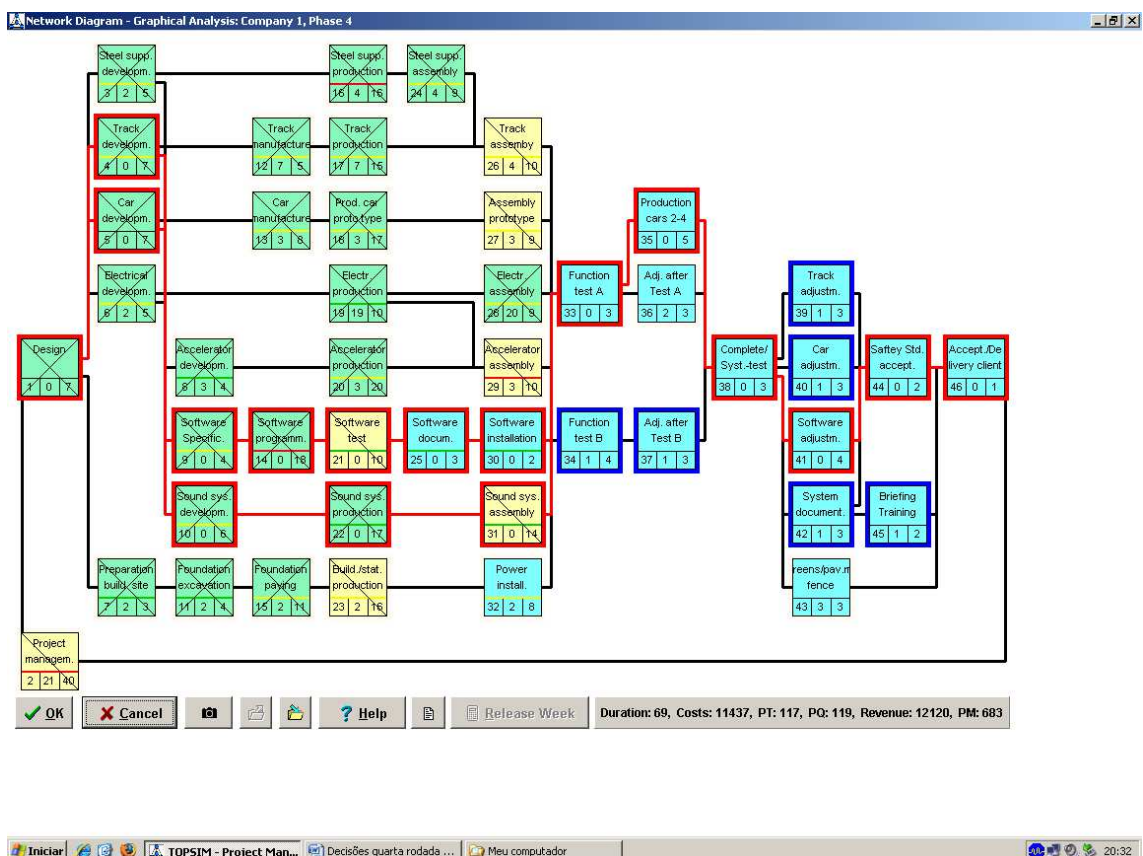 Network Diagram - Graphical Analysis: Company 1, Phase 4
Steel supp.
developm.
3 2 5
Steel supp.
production
16 4 16
Steel supp.
assembly
24 4 9
Track
developm.
4 0 7
Track
manufacture
12 7 5
Track
production
17 7 15
Track
assemby
26 4 10
Car
developm.
5 0 7
Car
manufacture
13 3 8
Prod. car
prototype
18 3 17
Assembly
prototype
27 3 9
Production
cars 2-4
35 0 5
Electrical
developm.
6 2 5
Electr.
production
19 19 10
Electr.
assembly
28 20 9
Function
test A
33 0 3
Adj. after
Test A
36 2 3
Track
adjustm.
39 1 3
Design
1 0 7
Accelerator
developm.
8 3 4
Accelerator
production
20 3 20
Accelerator
assembly
29 3 10
Complete/
Syst.-test
38 0 3
Car
adjustm.
40 1 3
Saftey Std.
accept.
44 0 2
Accept./De
livery client
46 0 1
Software
Specific.
9 0 4
Software
programm.
14 0 18
Software
test
21 0 10
Software
docum.
25 0 3
Software
installation
30 0 2
Function
test B
34 1 4
Adj. after
Test B
37 1 3
Software
adjustm.
41 0 4
Sound sys.
developm.
10 0 6
Sound sys.
production
22 0 17
Sound sys.
assembly
31 0 14
System
document.
42 1 3
Briefing
Training
45 1 2
Preparation
build. site
7 2 3
Foundation
excavation
11 2 4
Foundation
paving
15 2 11
Build./stat.
production
23 2 16
Power
install.
32 2 8
reens/pav.m
fence
43 3 3
Project
managem.
2 21 40
OK
Cancel
Help
Release Week
Duration: 69, Costs: 11437, PT: 117, PQ: 119, Revenue: 12120, PM: 683
Iniciar
TOPSIM - Project Man...
Decisões quarta rodada ...
Meu computador
20:32